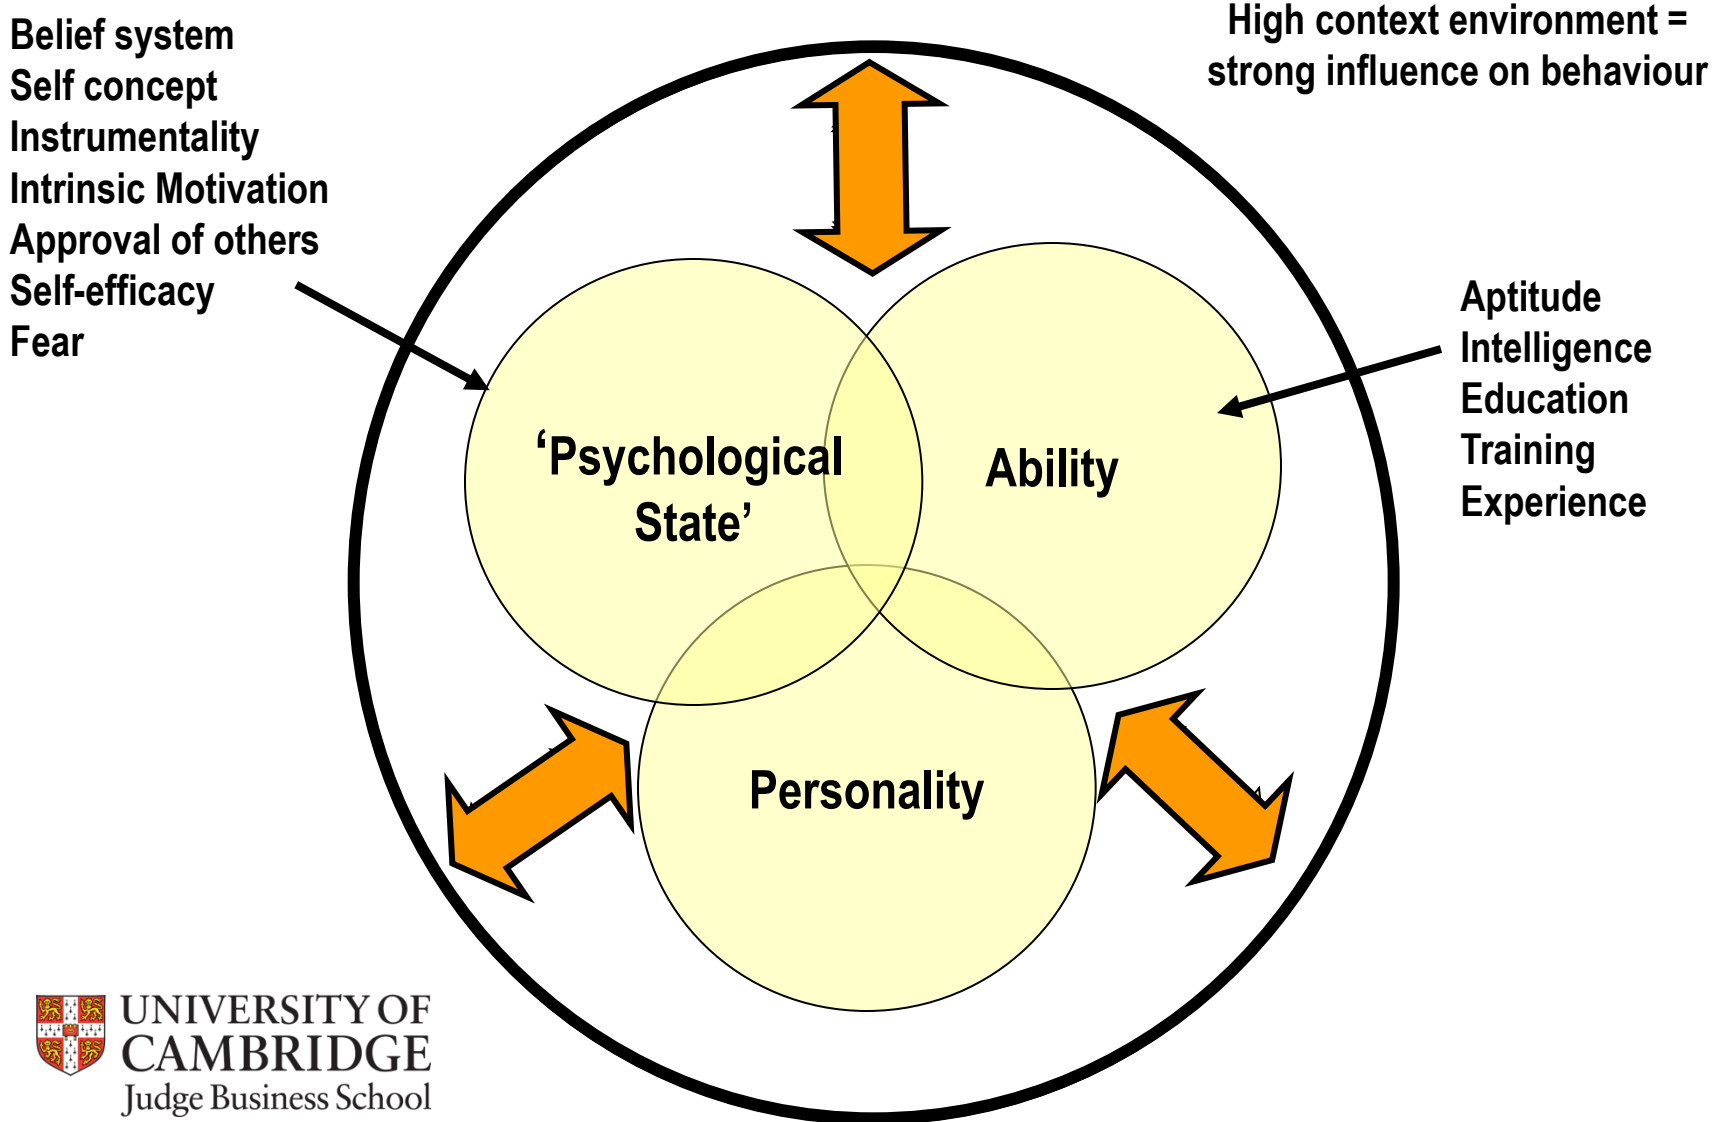 Belief system
Self concept
Instrumentality
Intrinsic Motivation
Approval of others
Self-efficacy
Fear
High context environment =
strong influence on behaviour
Aptitude
Intelligence
Education
Training
Experience
‘Psychological
State’
Ability
Personality
UNIVERSITY OF
CAMBRIDGE
Judge Business School